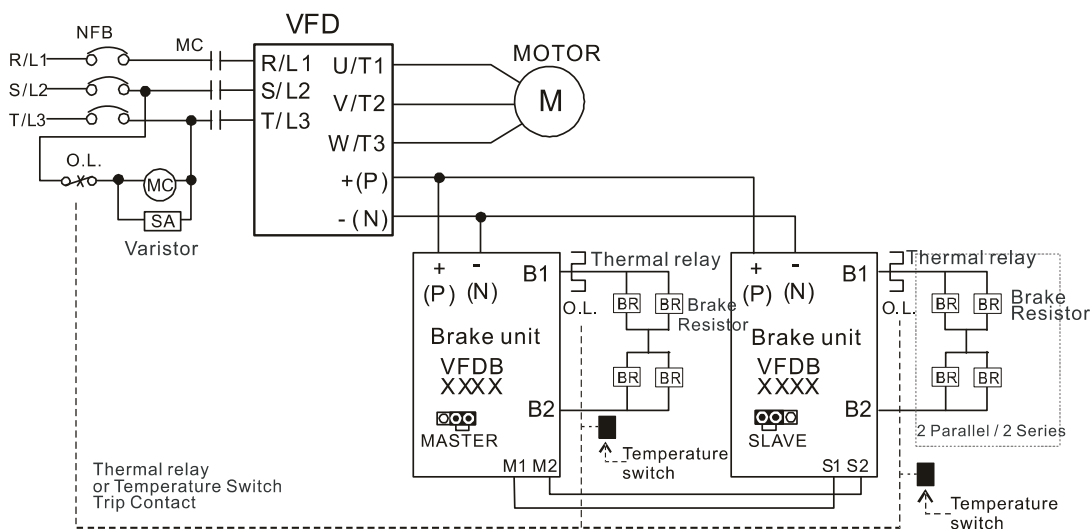 VFD
NFB
MC
MOTOR
R/L1
S/L2
T/L3
R/L1
S/L2
T/L3
U/T1
V/T2
W/T3
+(P)
-(N)
M
O.L.
MC
SA
Varistor
+
(P)
-
(N)
B1
Brake unit
VFDB
XXXX
B2
MASTER
M1 M2
Thermal relay
O.L.
BR
BR
Brake
Resistor
BR
BR
Temperature
switch
+
(P)
-
(N)
B1
Brake unit
VFDB
XXXX
B2
SLAVE
S1 S2
Thermal relay
O.L.
BR
BR
Brake
Resistor
BR
BR
2 Parallel / 2 Series
Temperature
switch
Thermal relay
or Temperature Switch
Trip Contact